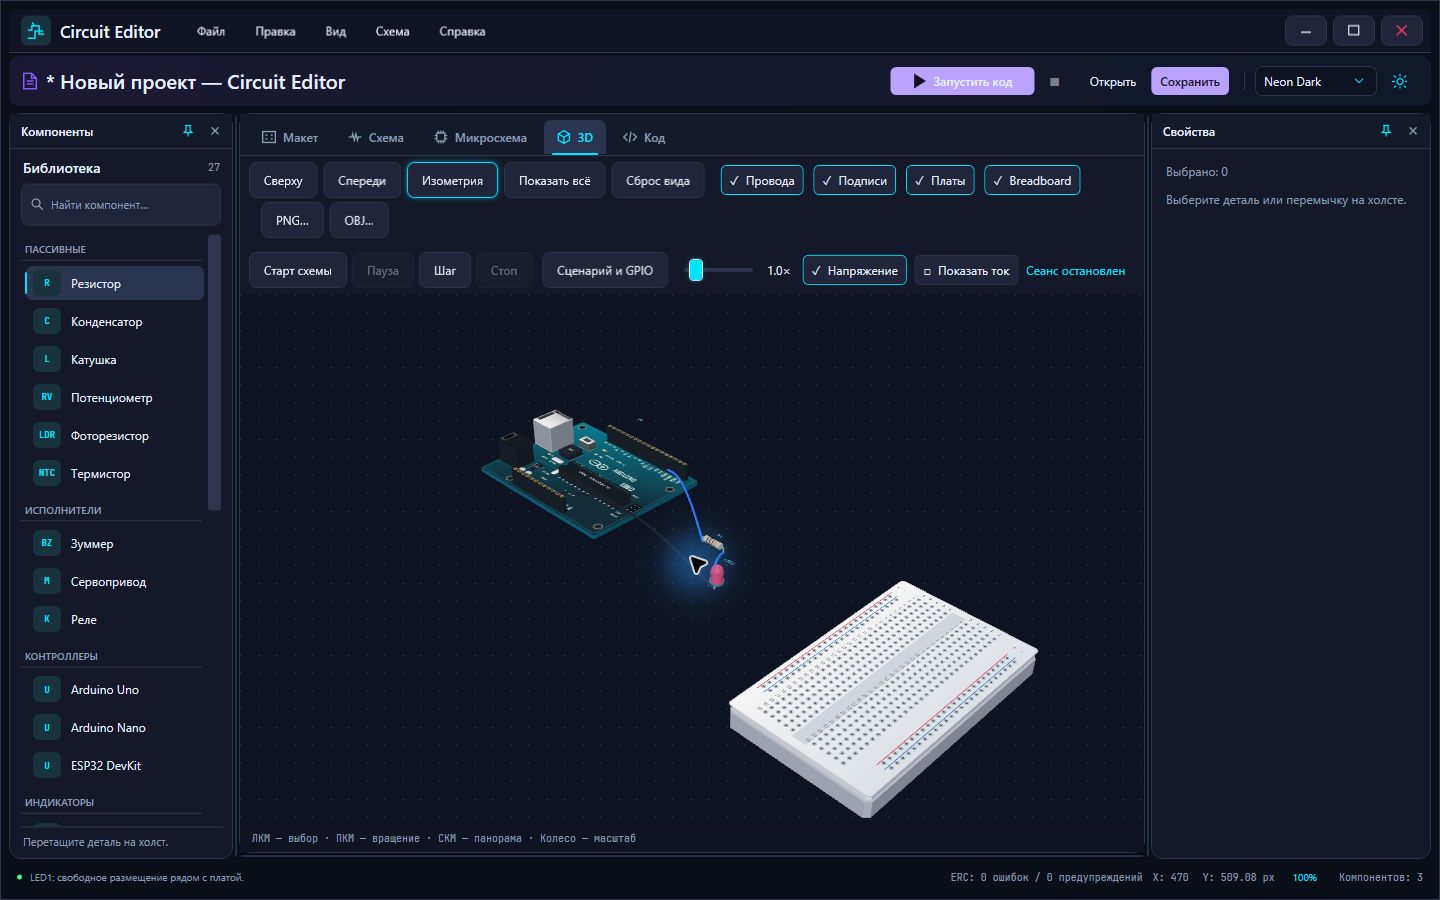 Circuit Editor Файл Правка Вид Схема Справка
* Новый проект — Circuit Editor
Запустить код Открыть Сохранить Neon Dark
Компоненты
Библиотека 27
Найти компонент...
ПАССИВНЫЕ
R Резистор
C Конденсатор
L Катушка
RV Потенциометр
LDR Фоторезистор
NTC Термистор
ИСПОЛНИТЕЛИ
BZ Зуммер
M Сервопривод
K Реле
КОНТРОЛЛЕРЫ
U Arduino Uno
U Arduino Nano
U ESP32 DevKit
ИНДИКАТОРЫ
Перетащите деталь на холст.
Макет Схема Микросхема 3D Код
Сверху Спереди Изометрия Показать всё Сброс вида ✓ Провода ✓ Подписи ✓ Платы ✓ Breadboard
PNG... OBJ...
Старт схемы Пауза Шаг Стоп Сценарий и GPIO 1.0× ✓ Напряжение Показать ток Сеанс остановлен
ЛКМ — выбор · ПКМ — вращение · СКМ — панорама · Колесо — масштаб
Свойства
Выбрано: 0
Выберите деталь или перемычку на холсте.
LED1: свободное размещение рядом с платой.
ERC: 0 ошибок / 0 предупреждений X: 470 Y: 509.08 px 100% Компонентов: 3